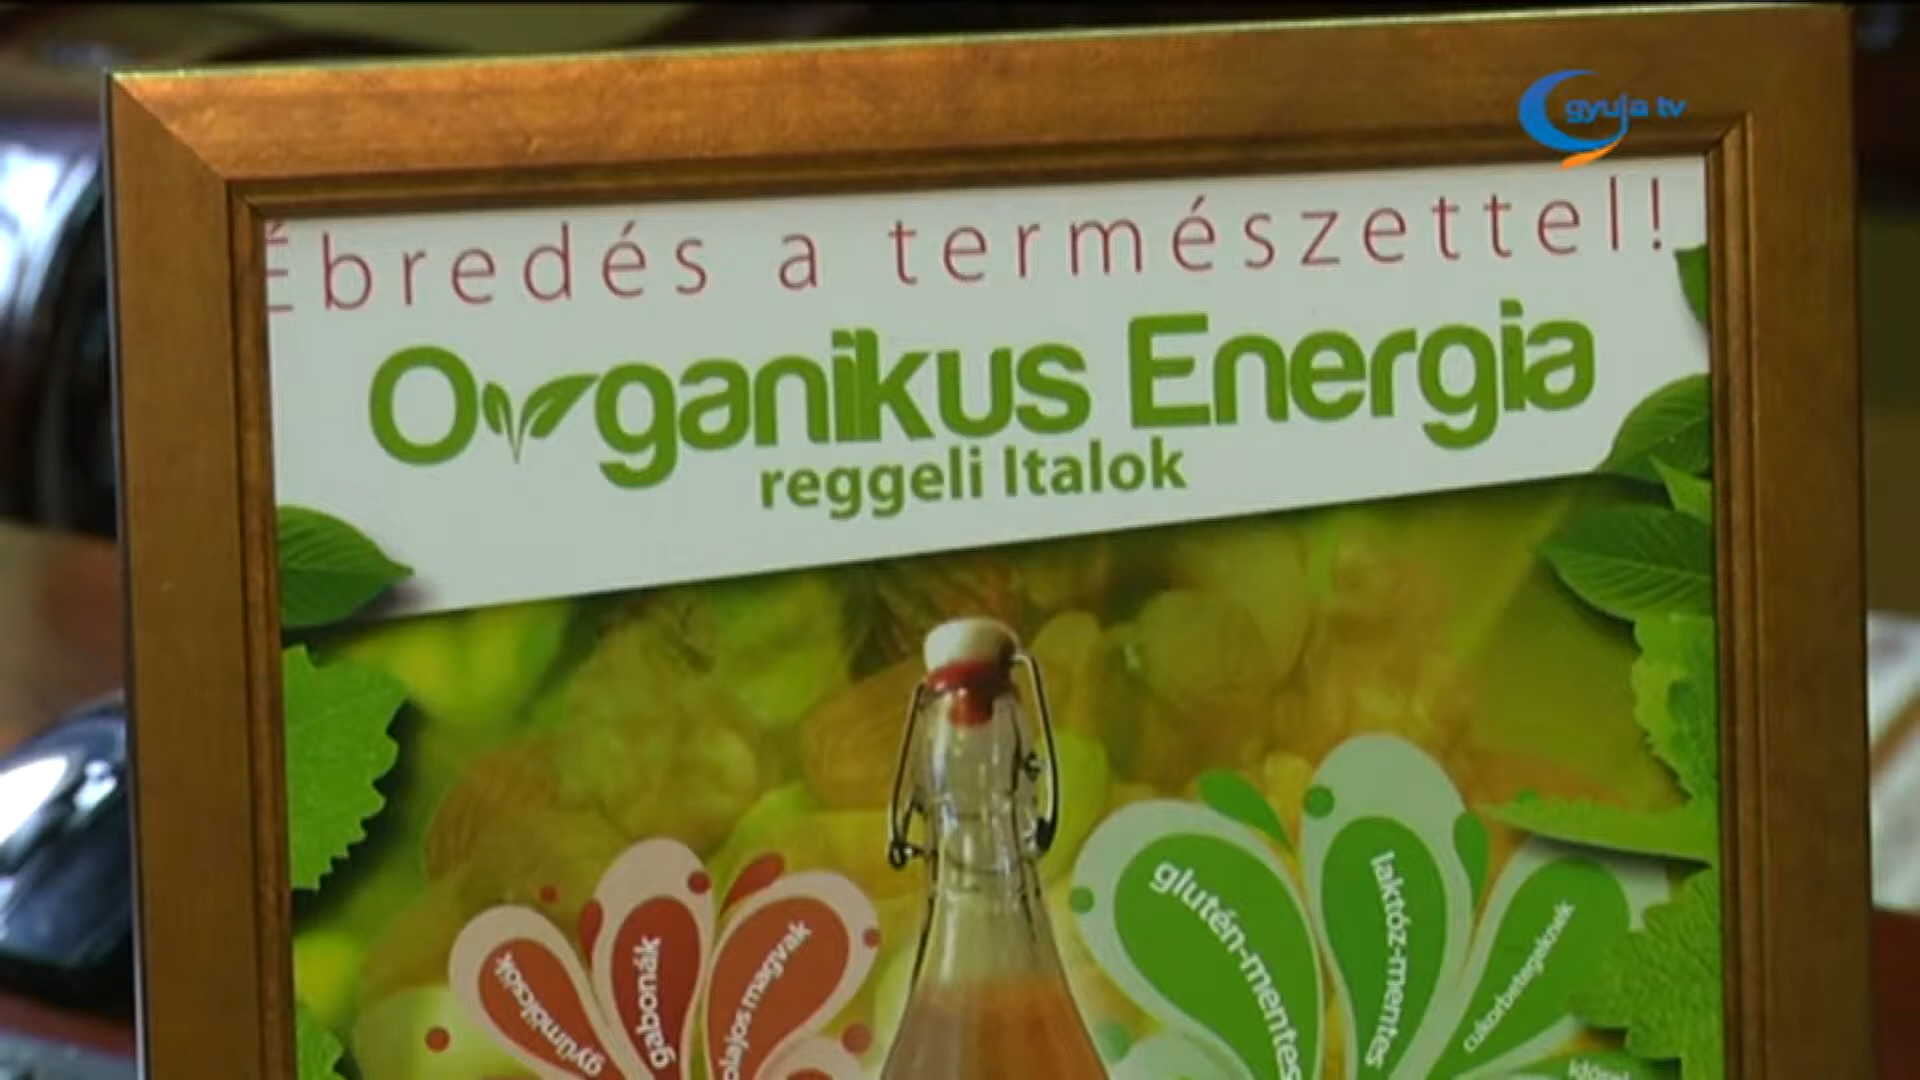 gyula tv
Ébredés a természettel!
Organikus Energia
reggeli Italok
gyümölcsök
gabonák
olajos magvak
glutén-mentes
laktóz-mentes
cukorbetegeknek